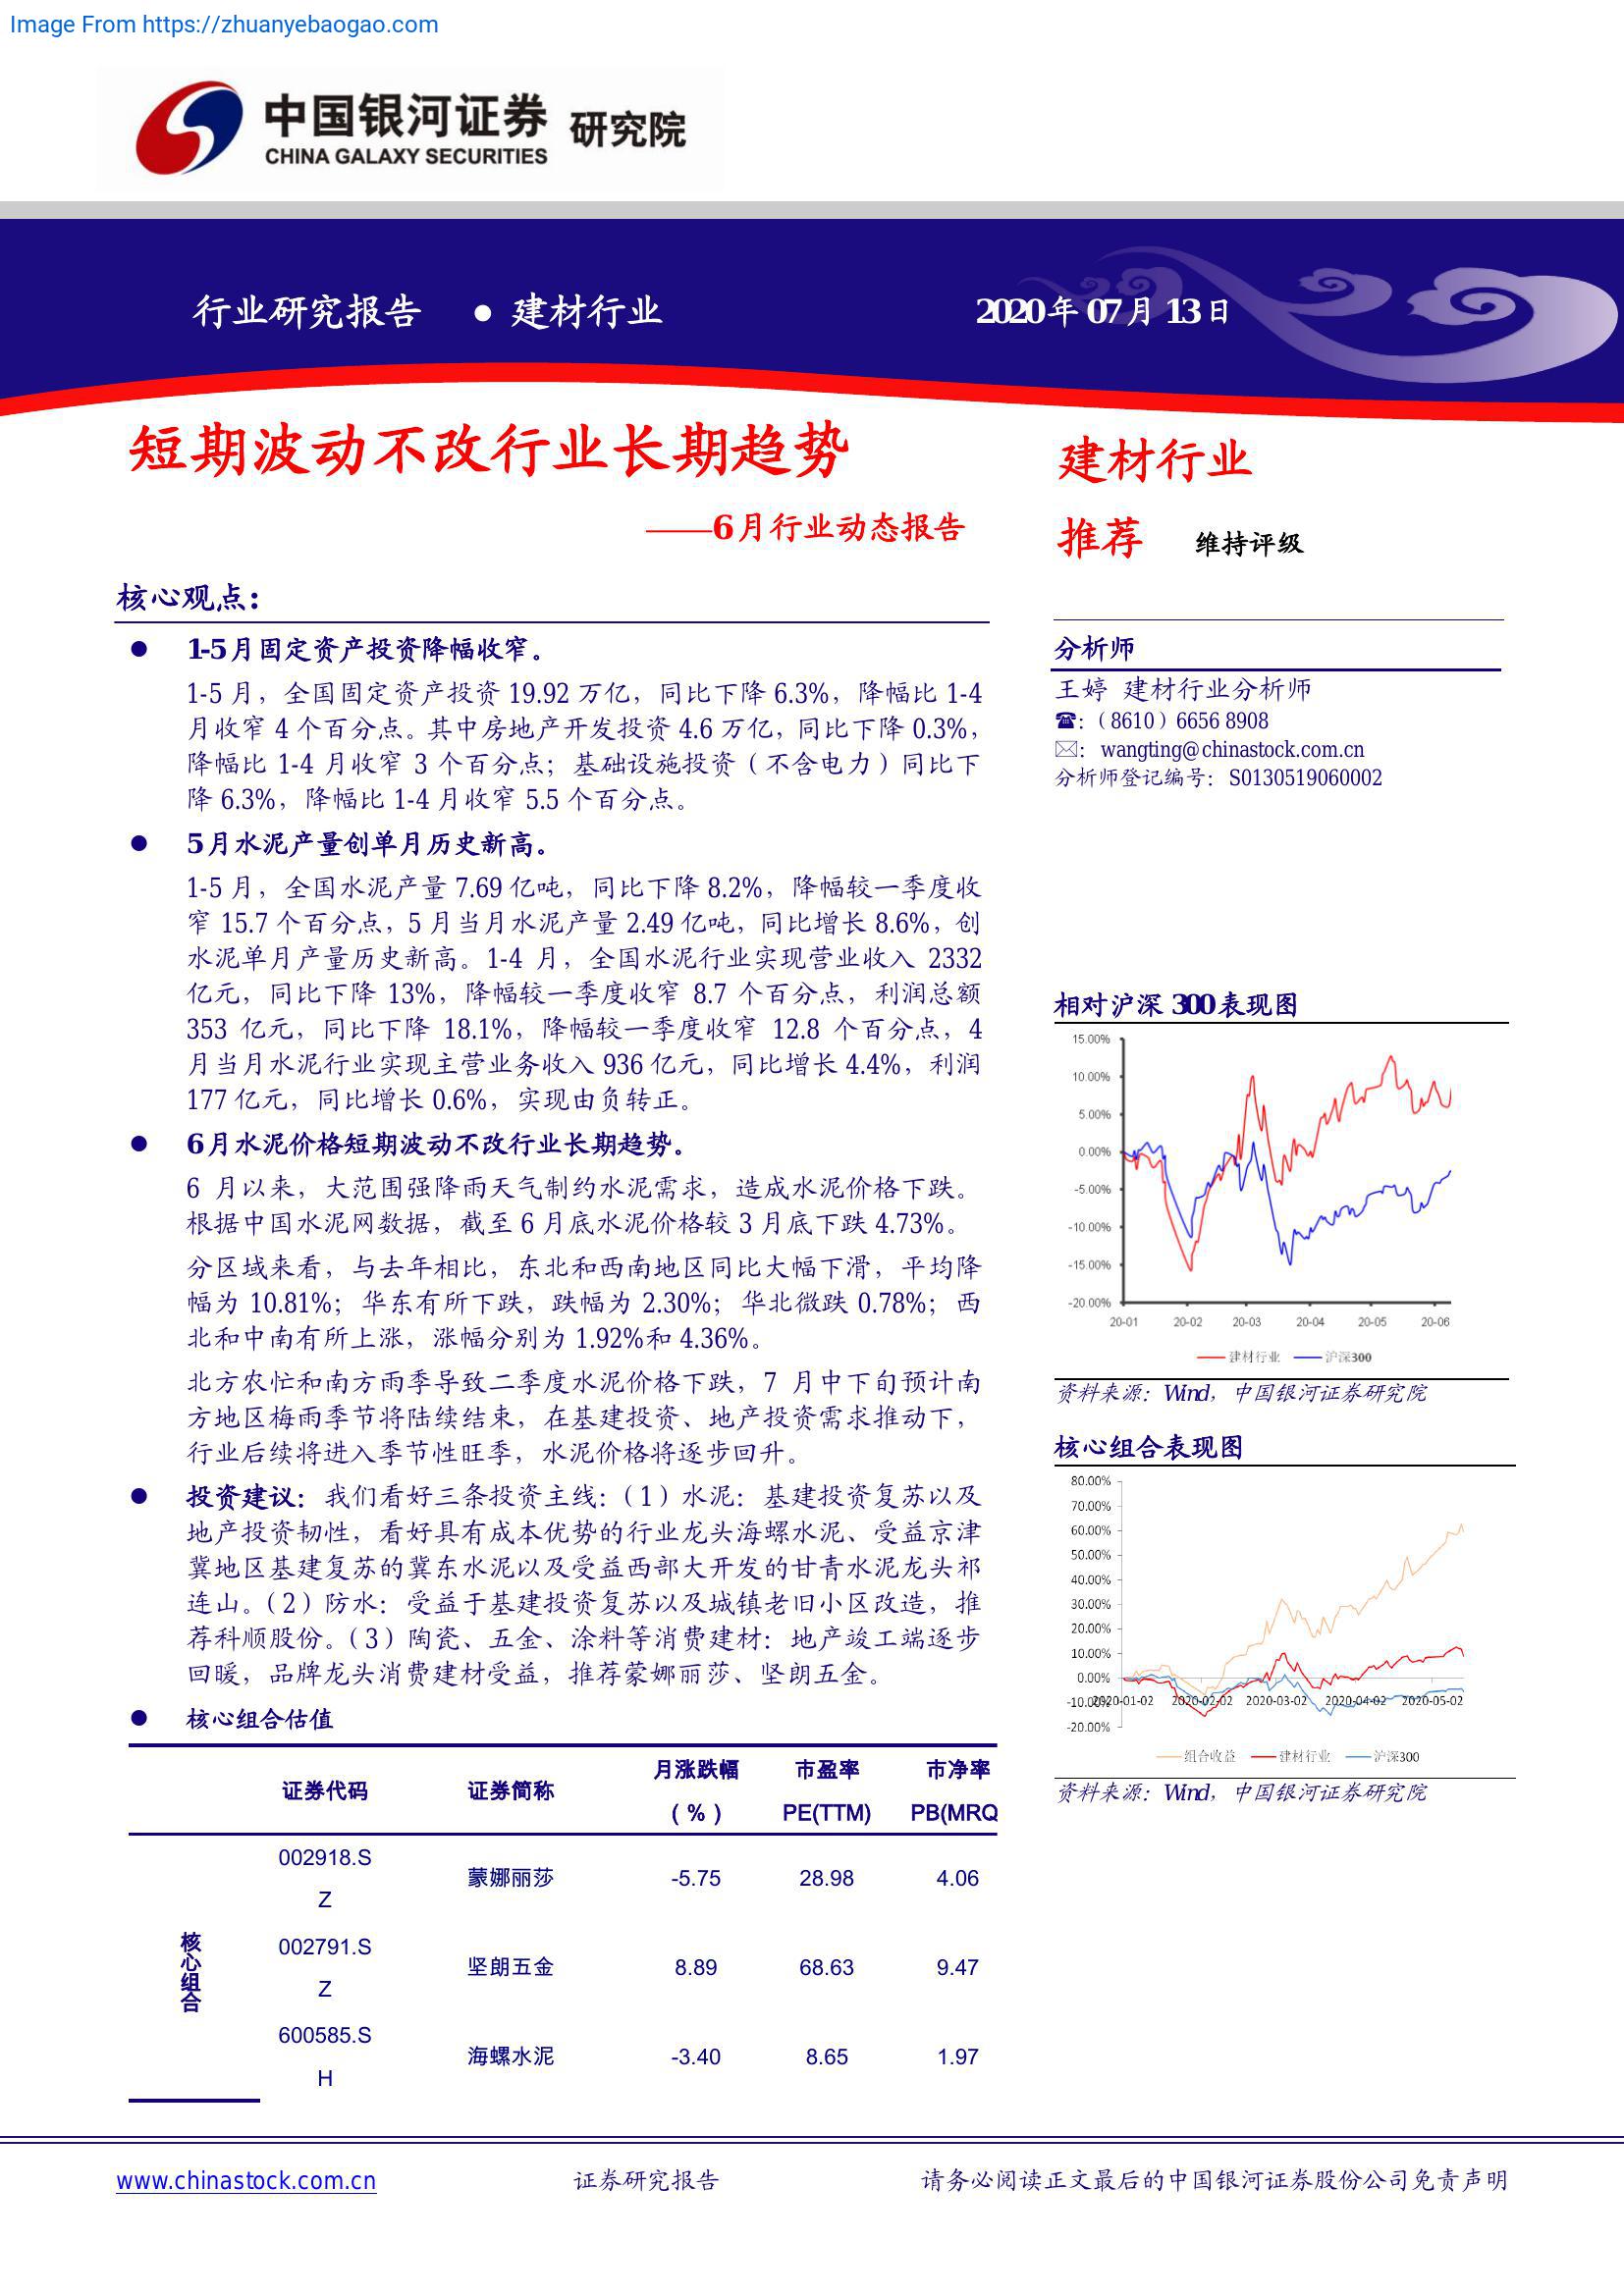 Image From https://zhuanyebaogao.com
中国银河证券 研究院
CHINA GALAXY SECURITIES
行业研究报告 ● 建材行业 2020年07月13日
短期波动不改行业长期趋势
——6月行业动态报告
核心观点：
● 1-5月固定资产投资降幅收窄。
1-5 月，全国固定资产投资 19.92 万亿，同比下降 6.3%，降幅比 1-4
月收窄 4 个百分点。其中房地产开发投资 4.6 万亿，同比下降 0.3%，
降幅比 1-4 月收窄 3 个百分点；基础设施投资（不含电力）同比下
降 6.3%，降幅比 1-4 月收窄 5.5 个百分点。
● 5月水泥产量创单月历史新高。
1-5 月，全国水泥产量 7.69 亿吨，同比下降 8.2%，降幅较一季度收
窄 15.7 个百分点，5 月当月水泥产量 2.49 亿吨，同比增长 8.6%，创
水泥单月产量历史新高。1-4 月，全国水泥行业实现营业收入 2332
亿元，同比下降 13%，降幅较一季度收窄 8.7 个百分点，利润总额
353 亿元，同比下降 18.1%，降幅较一季度收窄 12.8 个百分点，4
月当月水泥行业实现主营业务收入 936 亿元，同比增长 4.4%，利润
177 亿元，同比增长 0.6%，实现由负转正。
● 6月水泥价格短期波动不改行业长期趋势。
6 月以来，大范围强降雨天气制约水泥需求，造成水泥价格下跌。
根据中国水泥网数据，截至 6 月底水泥价格较 3 月底下跌 4.73%。
分区域来看，与去年相比，东北和西南地区同比大幅下滑，平均降
幅为 10.81%；华东有所下跌，跌幅为 2.30%；华北微跌 0.78%；西
北和中南有所上涨，涨幅分别为 1.92%和 4.36%。
北方农忙和南方雨季导致二季度水泥价格下跌，7 月中下旬预计南
方地区梅雨季节将陆续结束，在基建投资、地产投资需求推动下，
行业后续将进入季节性旺季，水泥价格将逐步回升。
● 投资建议：我们看好三条投资主线：（1）水泥：基建投资复苏以及
地产投资韧性，看好具有成本优势的行业龙头海螺水泥、受益京津
冀地区基建复苏的冀东水泥以及受益西部大开发的甘青水泥龙头祁
连山。（2）防水：受益于基建投资复苏以及城镇老旧小区改造，推
荐科顺股份。（3）陶瓷、五金、涂料等消费建材：地产竣工端逐步
回暖，品牌龙头消费建材受益，推荐蒙娜丽莎、坚朗五金。
● 核心组合估值
证券代码 证券简称 月涨跌幅 市盈率 市净率
（%） PE(TTM) PB(MRQ
核心组合
002918.S
Z 蒙娜丽莎 -5.75 28.98 4.06
002791.S
Z 坚朗五金 8.89 68.63 9.47
600585.S
H 海螺水泥 -3.40 8.65 1.97
建材行业
推荐 维持评级
分析师
王婷 建材行业分析师
☎：（8610）6656 8908
✉： wangting@chinastock.com.cn
分析师登记编号：S0130519060002
相对沪深 300表现图
15.00%
10.00%
5.00%
0.00%
-5.00%
-10.00%
-15.00%
-20.00%
20-01 20-02 20-03 20-04 20-05 20-06
建材行业 沪深300
资料来源：Wind，中国银河证券研究院
核心组合表现图
80.00%
70.00%
60.00%
50.00%
40.00%
30.00%
20.00%
10.00%
0.00%
-10.00%
-20.00%
2020-01-02 2020-02-02 2020-03-02 2020-04-02 2020-05-02
组合收益 建材行业 沪深300
资料来源：Wind，中国银河证券研究院
www.chinastock.com.cn 证券研究报告 请务必阅读正文最后的中国银河证券股份公司免责声明